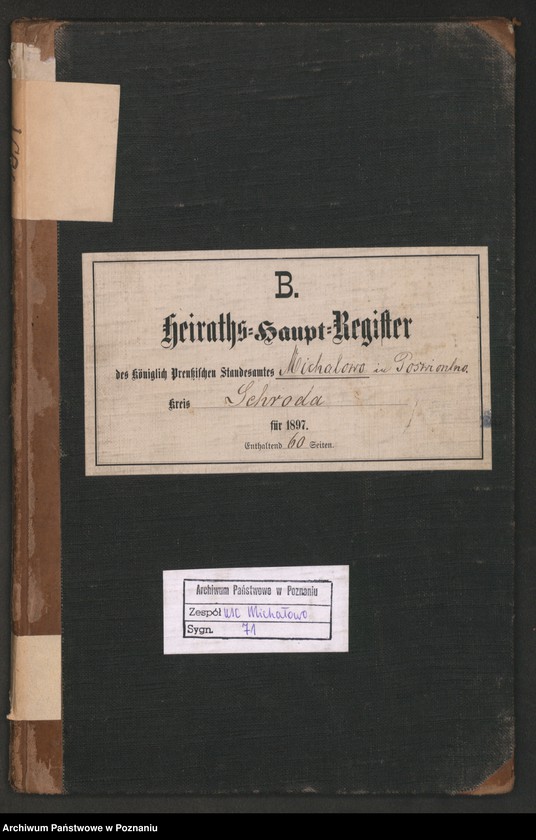 B.
Heiraths-Haupt-Register
des Königlich Preußischen Standesamtes Michalowo in Poswientno.
Kreis Schroda
für 1897.
Enthaltend 60 Seiten.
Archiwum Państwowe w Poznaniu
Zespół USC Michałowo
Sygn. 71
Archiwum Państwowe w Poznaniu